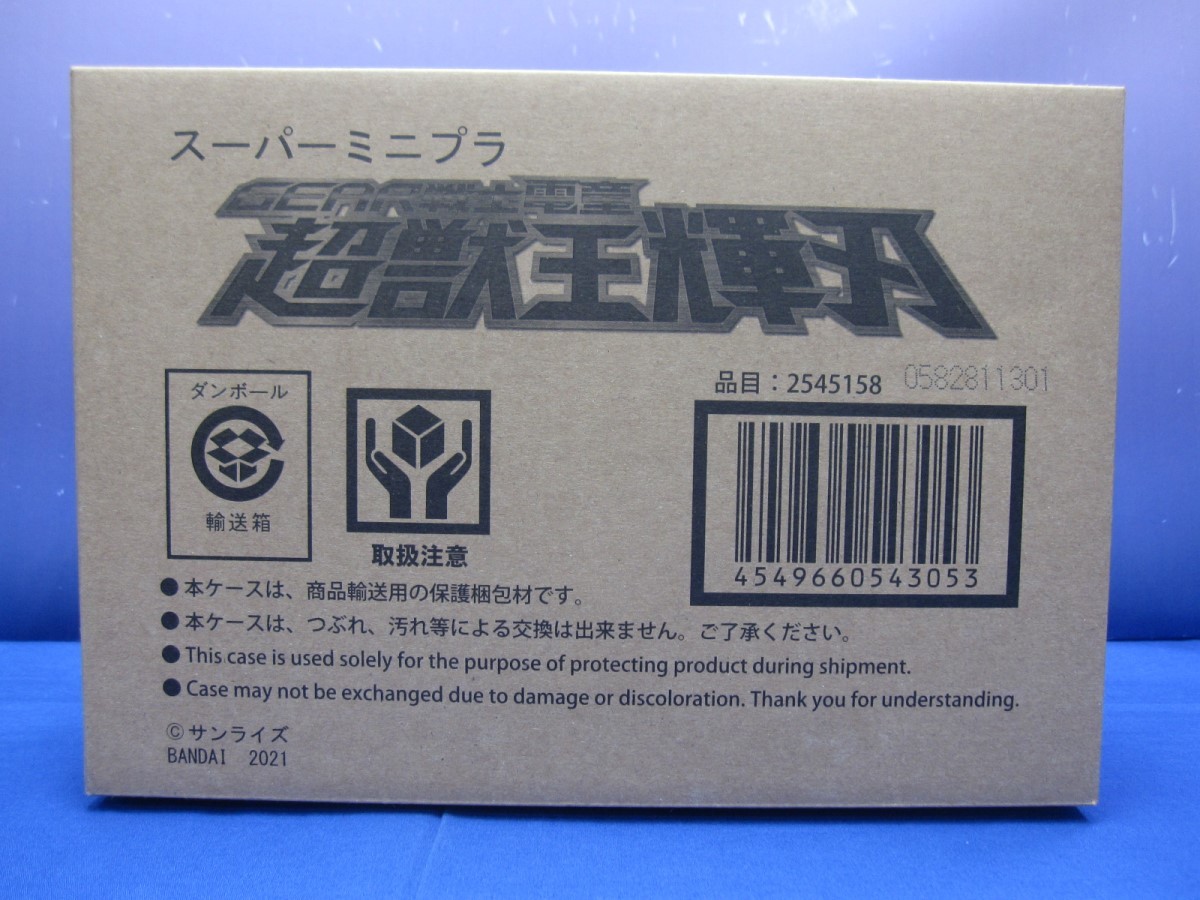 スーパーミニプラ
GEAR戦士電童
超獣王輝刃
ダンボール
輸送箱
取扱注意
品目：2545158 0582811301
4549660543053
●本ケースは、商品輸送用の保護梱包材です。
●本ケースは、つぶれ、汚れ等による交換は出来ません。ご了承ください。
●This case is used solely for the purpose of protecting product during shipment.
●Case may not be exchanged due to damage or discoloration. Thank you for understanding.
©サンライズ
BANDAI 2021